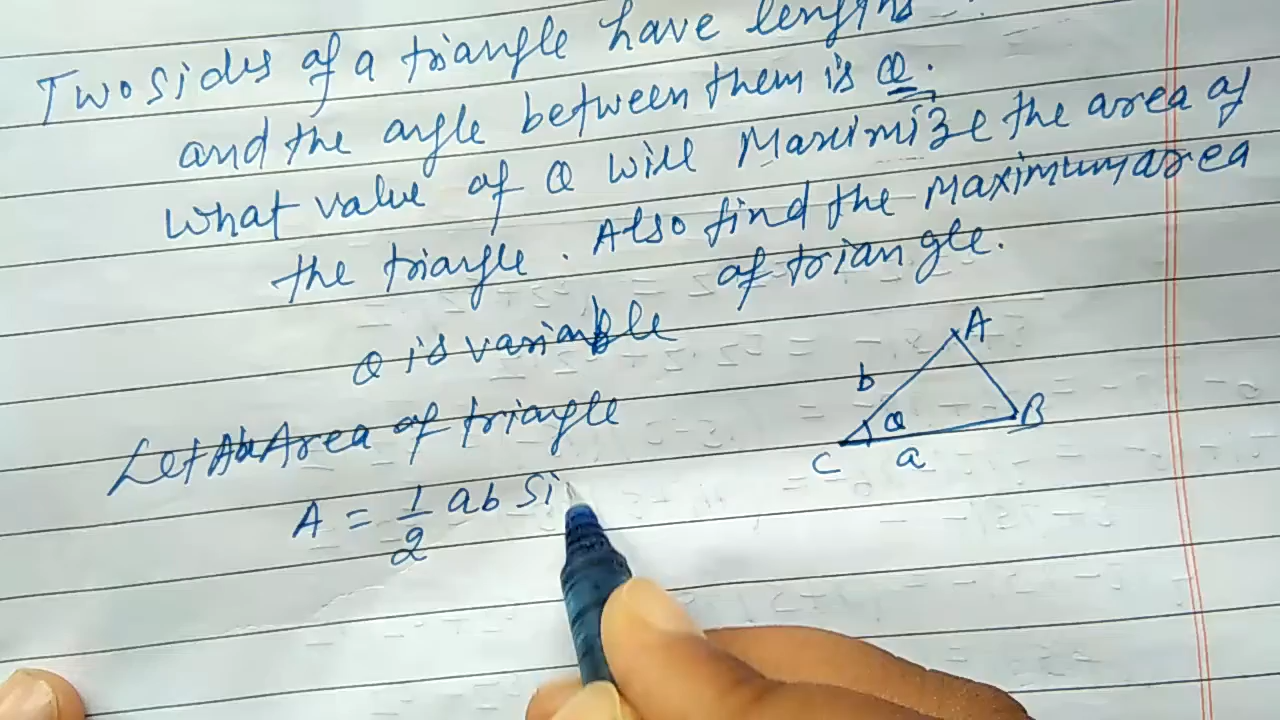 Two sides of a triangle have lengths
and the angle between them is θ.
What value of θ will Maximize the area of
the triangle. Also find the Maximum area
of triangle.
θ is variable
Let A = Area of triangle
A = 1/2 ab Si
A
b
θ
B
C
a